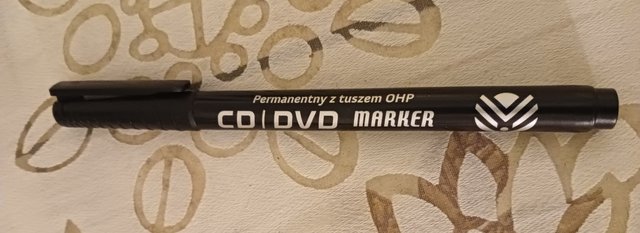 Permanentny z tuszem OHP
CD|DVD MARKER